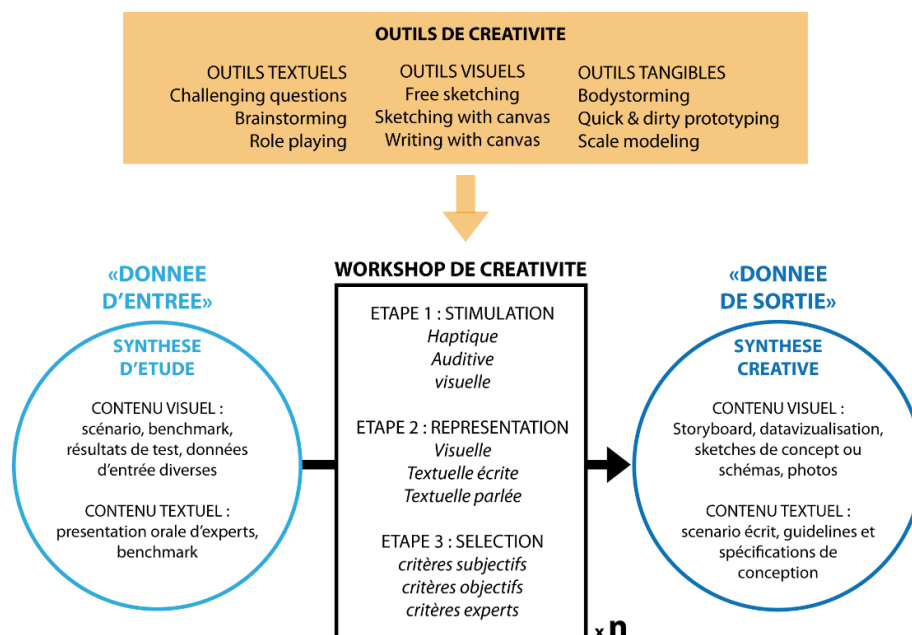 OUTILS DE CREATIVITE
OUTILS TEXTUELS
Challenging questions
Brainstorming
Role playing
OUTILS VISUELS
Free sketching
Sketching with canvas
Writing with canvas
OUTILS TANGIBLES
Bodystorming
Quick & dirty prototyping
Scale modeling
«DONNEE
D’ENTREE»
SYNTHESE
D’ETUDE
CONTENU VISUEL :
scénario, benchmark,
résultats de test, données
d’entrée diverses
CONTENU TEXTUEL :
presentation orale d’experts,
benchmark
WORKSHOP DE CREATIVITE
ETAPE 1 : STIMULATION
Haptique
Auditive
visuelle
ETAPE 2 : REPRESENTATION
Visuelle
Textuelle écrite
Textuelle parlée
ETAPE 3 : SELECTION
critères subjectifs
critères objectifs
critères experts
x n
«DONNEE
DE SORTIE»
SYNTHESE
CREATIVE
CONTENU VISUEL :
Storyboard, datavizualisation,
sketches de concept ou
schémas, photos
CONTENU TEXTUEL :
scenario écrit, guidelines et
spécifications de
conception